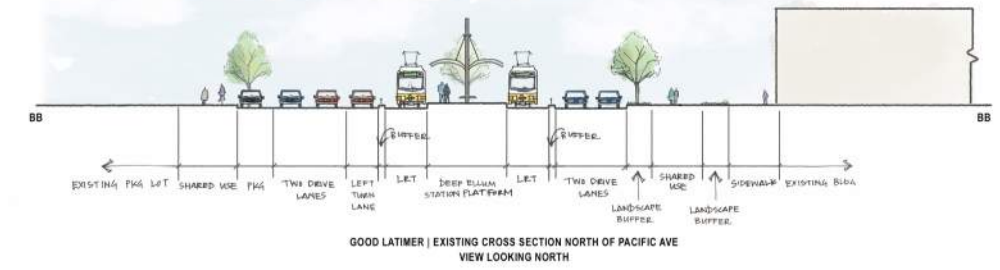 BB
BB
BUFFER
BUFFER
EXISTING PKG LOT
SHARED USE
PKG
TWO DRIVE
LANES
LEFT
TURN
LANE
LRT
DEEP ELLUM
STATION PLATFORM
LRT
TWO DRIVE
LANES
LANDSCAPE
BUFFER
SHARED
USE
LANDSCAPE
BUFFER
SIDEWALK
EXISTING BLDG
GOOD LATIMER | EXISTING CROSS SECTION NORTH OF PACIFIC AVE
VIEW LOOKING NORTH